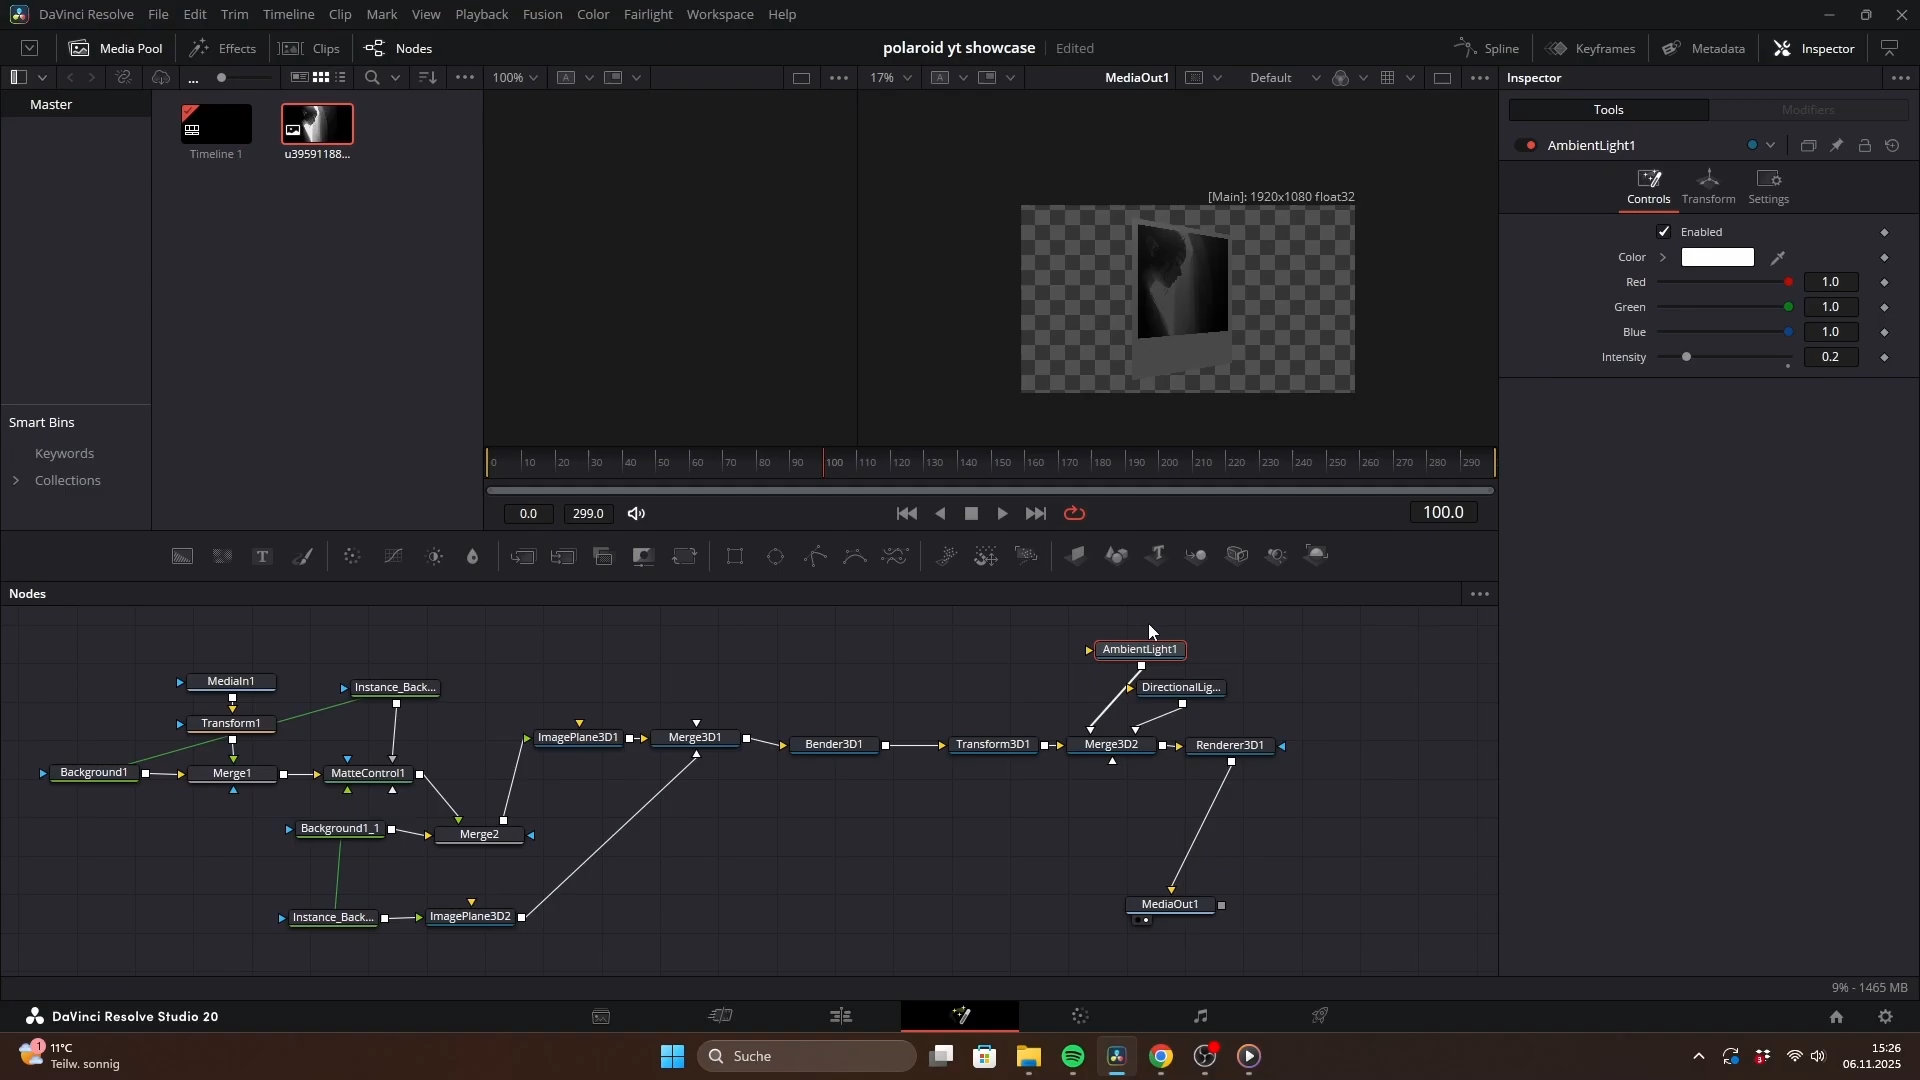 DaVinci Resolve File Edit Trim Timeline Clip Mark View Playback Fusion Color Fairlight Workspace Help
Media Pool Effects Clips Nodes polaroid yt showcase Edited Spline Keyframes Metadata Inspector
... 100% A 17% A MediaOut1 Default Inspector
Master
Timeline 1
u39591188...
[Main]: 1920x1080 float32
Tools Modifiers
AmbientLight1
Controls Transform Settings
Enabled
Color
Red 1.0
Green 1.0
Blue 1.0
Intensity 0.2
Smart Bins
Keywords
Collections
0 10 20 30 40 50 60 70 80 90 100 110 120 130 140 150 160 170 180 190 200 210 220 230 240 250 260 270 280 290
0.0 299.0 100.0
Nodes
AmbientLight1
MediaIn1 Instance_Back... DirectionalLig...
Transform1
ImagePlane3D1 Merge3D1 Bender3D1 Transform3D1 Merge3D2 Renderer3D1
Background1 Merge1 MatteControl1
Background1_1 Merge2
Instance_Back... ImagePlane3D2
MediaOut1
9% - 1465 MB
DaVinci Resolve Studio 20
1
11°C
Teilw. sonnig
Suche
15:26
06.11.2025